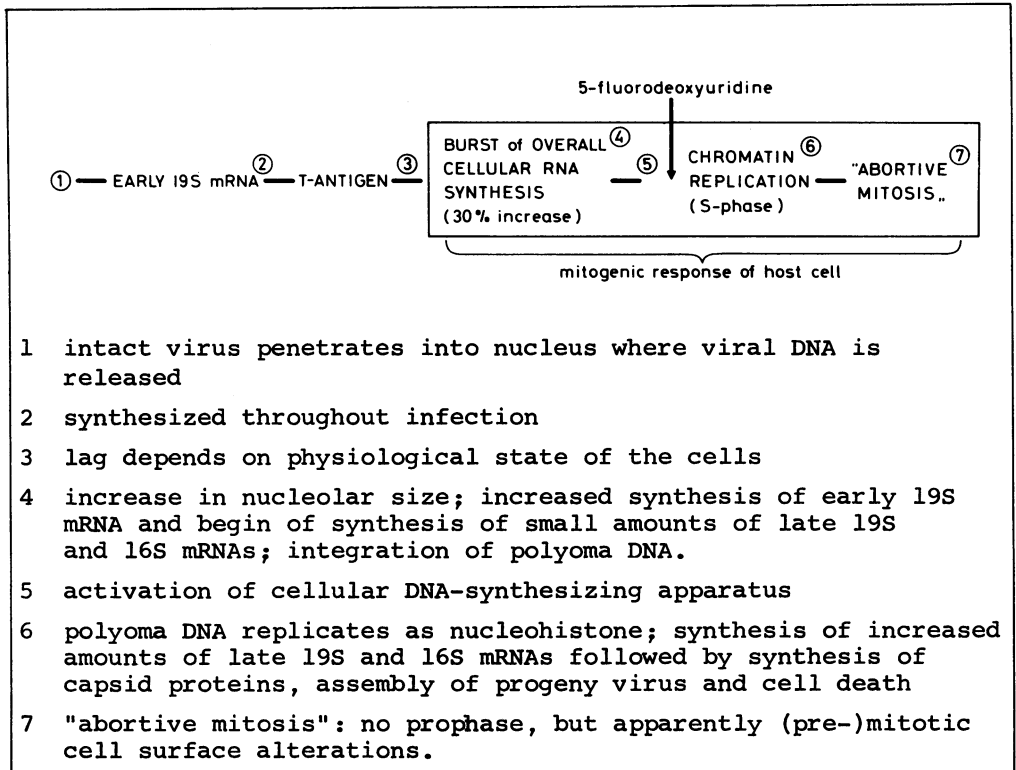 5-fluorodeoxyuridine
① EARLY 19S mRNA ② T-ANTIGEN ③
BURST of OVERALL ④
CELLULAR RNA
SYNTHESIS
(30% increase)
⑤
CHROMATIN ⑥
REPLICATION
(S-phase)
"ABORTIVE ⑦
MITOSIS„
mitogenic response of host cell
1 intact virus penetrates into nucleus where viral DNA is
released
2 synthesized throughout infection
3 lag depends on physiological state of the cells
4 increase in nucleolar size; increased synthesis of early 19S
mRNA and begin of synthesis of small amounts of late 19S
and 16S mRNAs; integration of polyoma DNA.
5 activation of cellular DNA-synthesizing apparatus
6 polyoma DNA replicates as nucleohistone; synthesis of increased
amounts of late 19S and 16S mRNAs followed by synthesis of
capsid proteins, assembly of progeny virus and cell death
7 "abortive mitosis": no prophase, but apparently (pre-)mitotic
cell surface alterations.